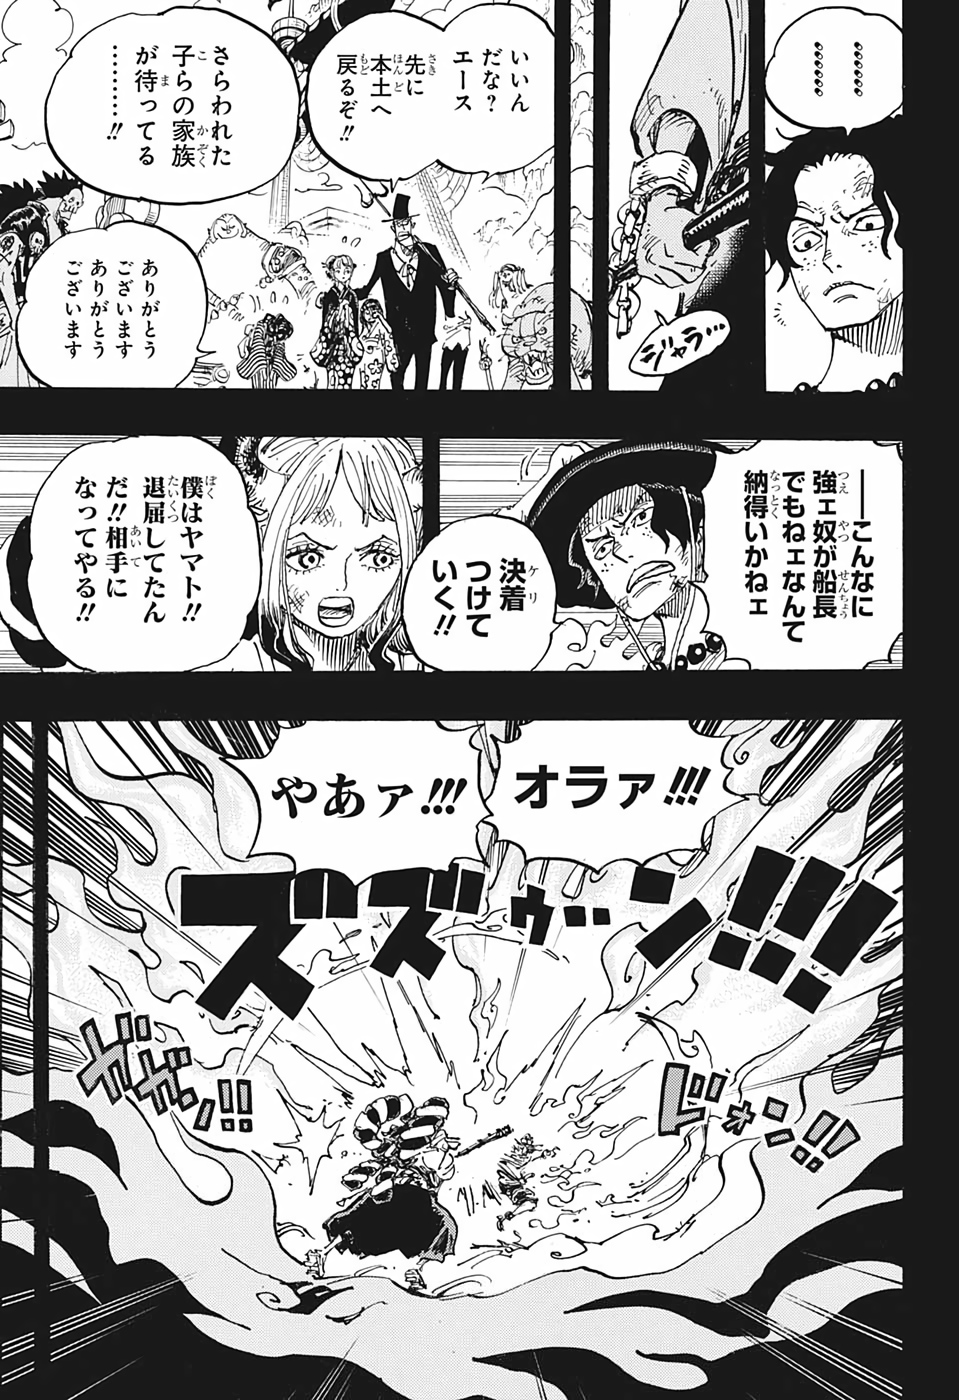 ………
………
ジャラ…
いいん
だな?
エース
先に
本土へ
戻るぞ!!
さらわれた
子らの家族
が待ってる
………!!
ありがとう
ございます
ありがとう
ございます
──こんなに
強ェ奴が船長
でもねェなんて
納得いかねェ
決着
つけて
いく!!
僕はヤマト!!
退屈してたん
だ!!相手に
なってやる!!
オラァ!!!
やあァ!!!
ズズゥン!!!
ドォン!!
ガガァン!!